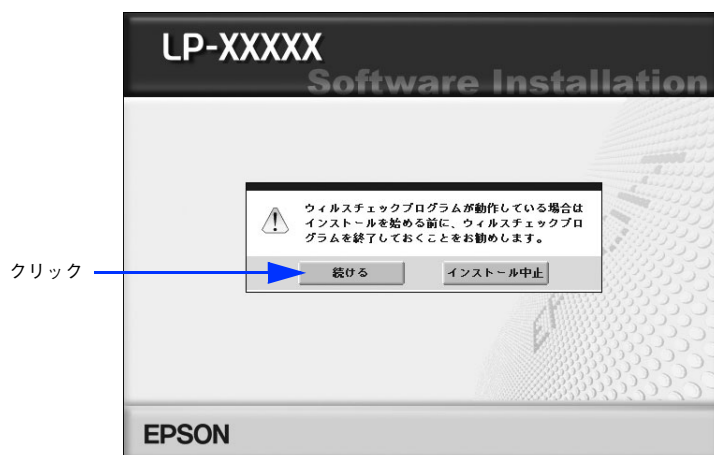 LP-XXXXX
Software Installation
ウィルスチェックプログラムが動作している場合は
インストールを始める前に、ウィルスチェックプロ
グラムを終了しておくことをお勧めします。
クリック
続ける
インストール中止
EPSON